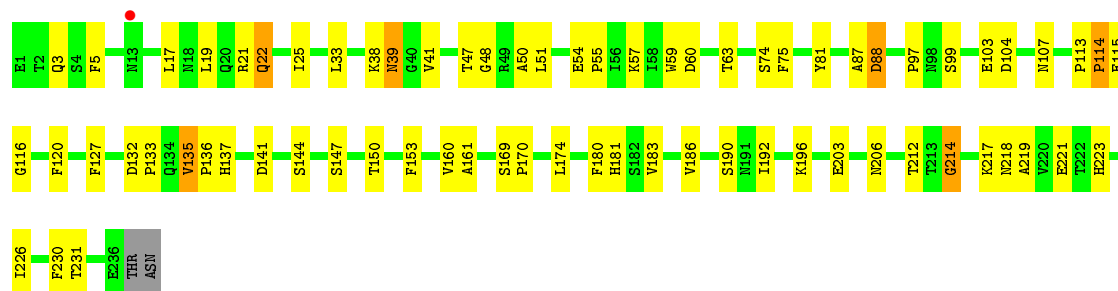 E1 T2 Q3 S4 F5 N13 L17 N18 L19 Q20 R21 Q22 I25 L33 K38 N39 G40 V41 T47 G48 R49 A50 L51 E54 P55 I56 K57 I58 W59 D60 T63 S74 F75 Y81 A87 D88 P97 N98 S99 E103 D104 N107 P113 P114
G116 F120 F127 D132 P133 Q134 V135 P136 H137 D141 S144 S147 T150 F153 V160 A161 S169 P170 L174 F180 H181 S182 V183 V186 S190 N191 I192 K196 E203 N206 T212 T213 G214 K217 N218 A219 V220 E221 T222 H223
I226 F230 T231 E236 THR ASN